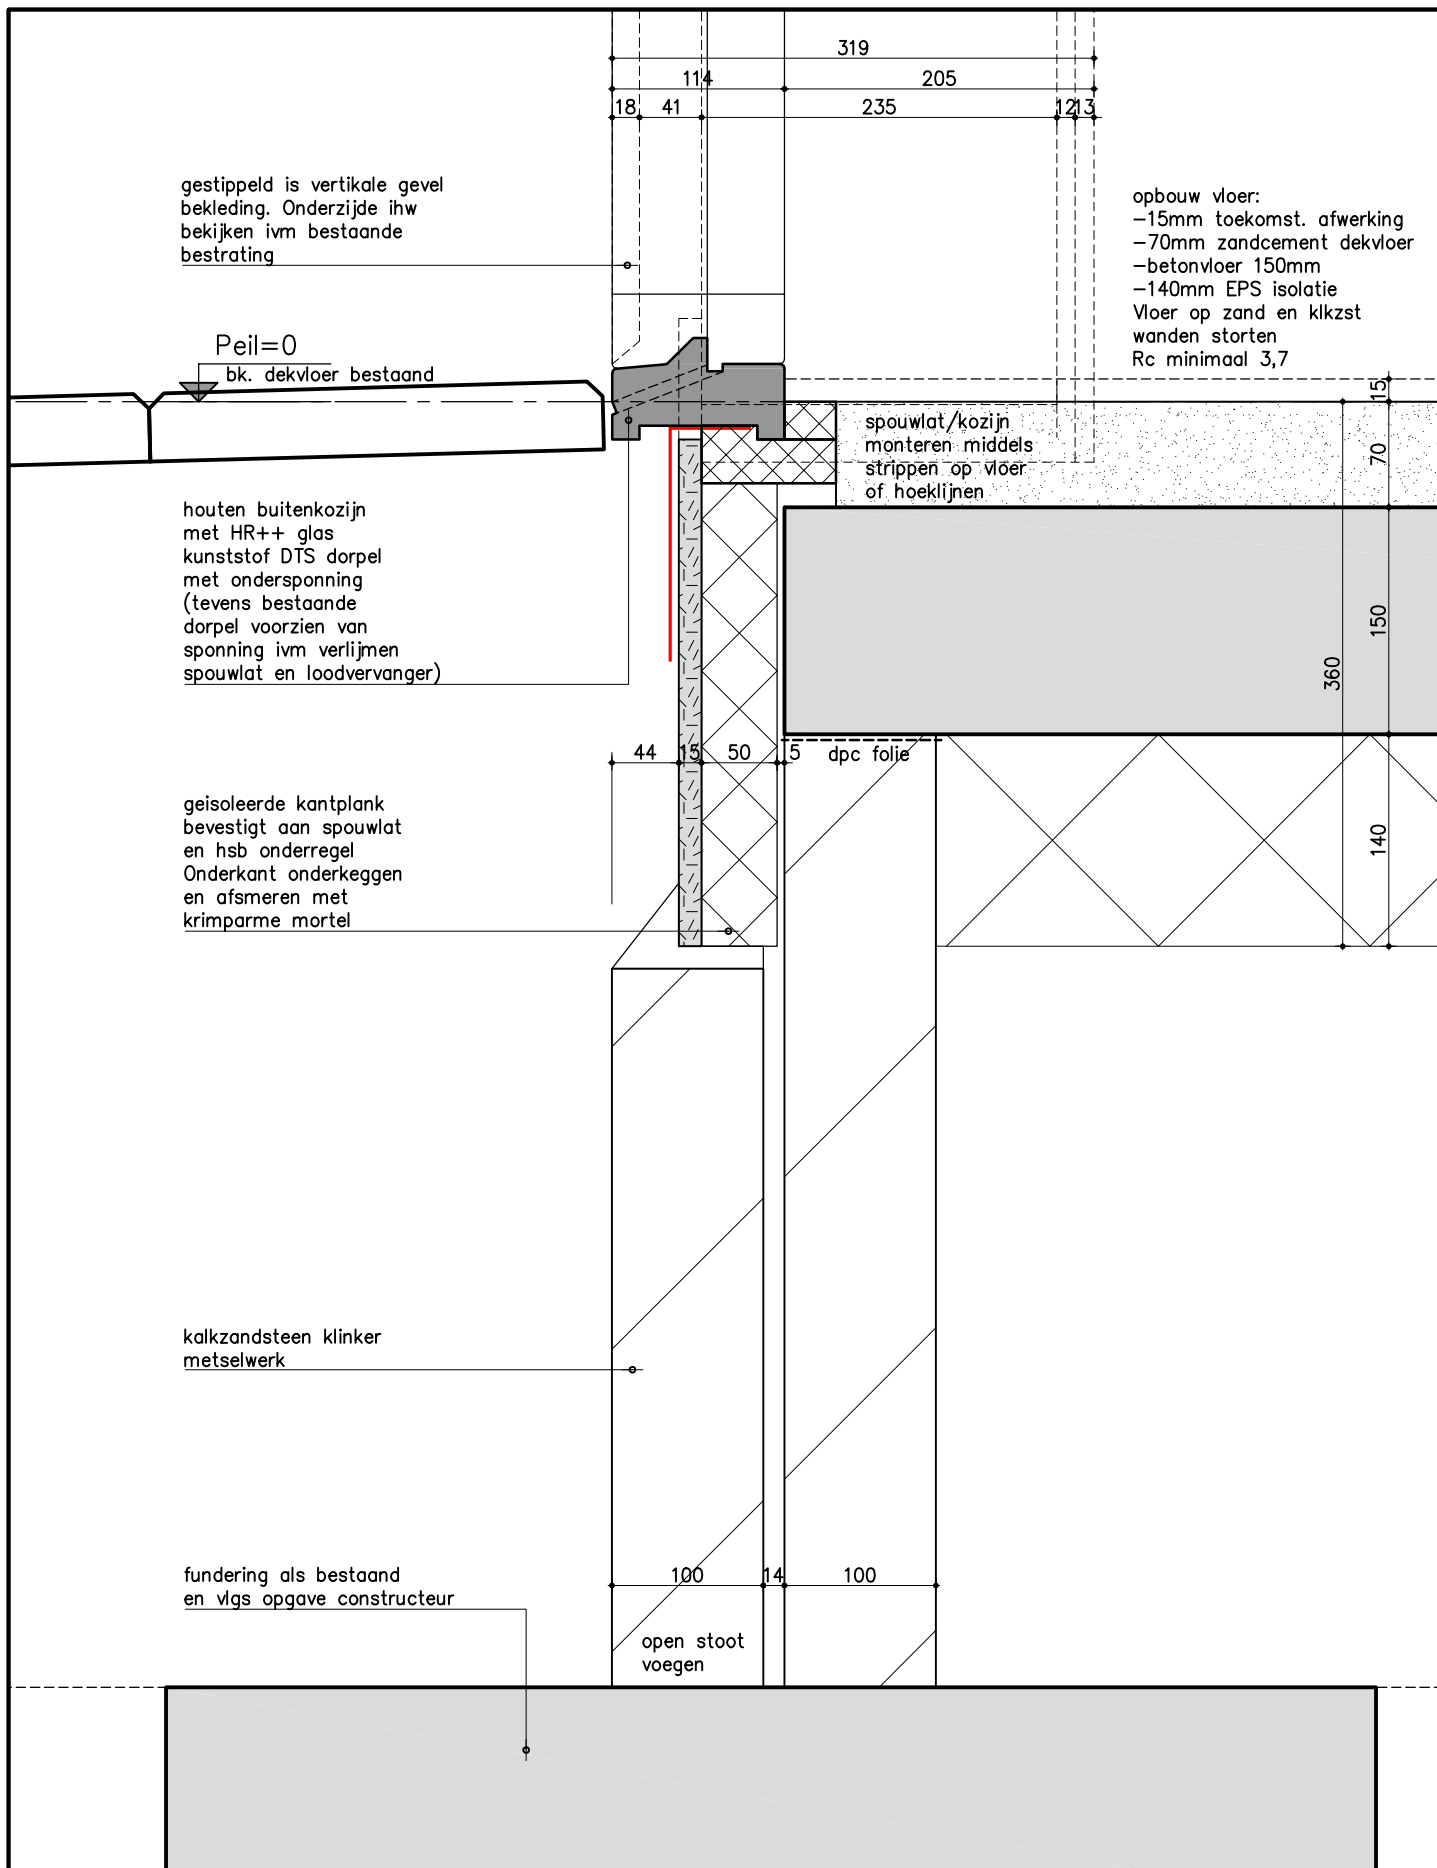 319
114
205
18
41
235
12
13
gestippeld is vertikale gevel
bekleding. Onderzijde ihw
bekijken ivm bestaande
bestrating
opbouw vloer:
-15mm toekomst. afwerking
-70mm zandcement dekvloer
-betonvloer 150mm
-140mm EPS isolatie
Vloer op zand en klkzst
wanden storten
Rc minimaal 3,7
Peil=0
bk. dekvloer bestaand
15
spouwlat/kozijn
monteren middels
strippen op vloer
of hoeklijnen
70
houten buitenkozijn
met HR++ glas
kunststof DTS dorpel
met ondersponning
(tevens bestaande
dorpel voorzien van
sponning ivm verlijmen
spouwlat en loodvervanger)
150
360
44
15
50
5
dpc folie
140
geisoleerde kantplank
bevestigt aan spouwlat
en hsb onderregel
Onderkant onderkeggen
en afsmeren met
krimparme mortel
kalkzandsteen klinker
metselwerk
fundering als bestaand
en vlgs opgave constructeur
100
14
100
open stoot
voegen